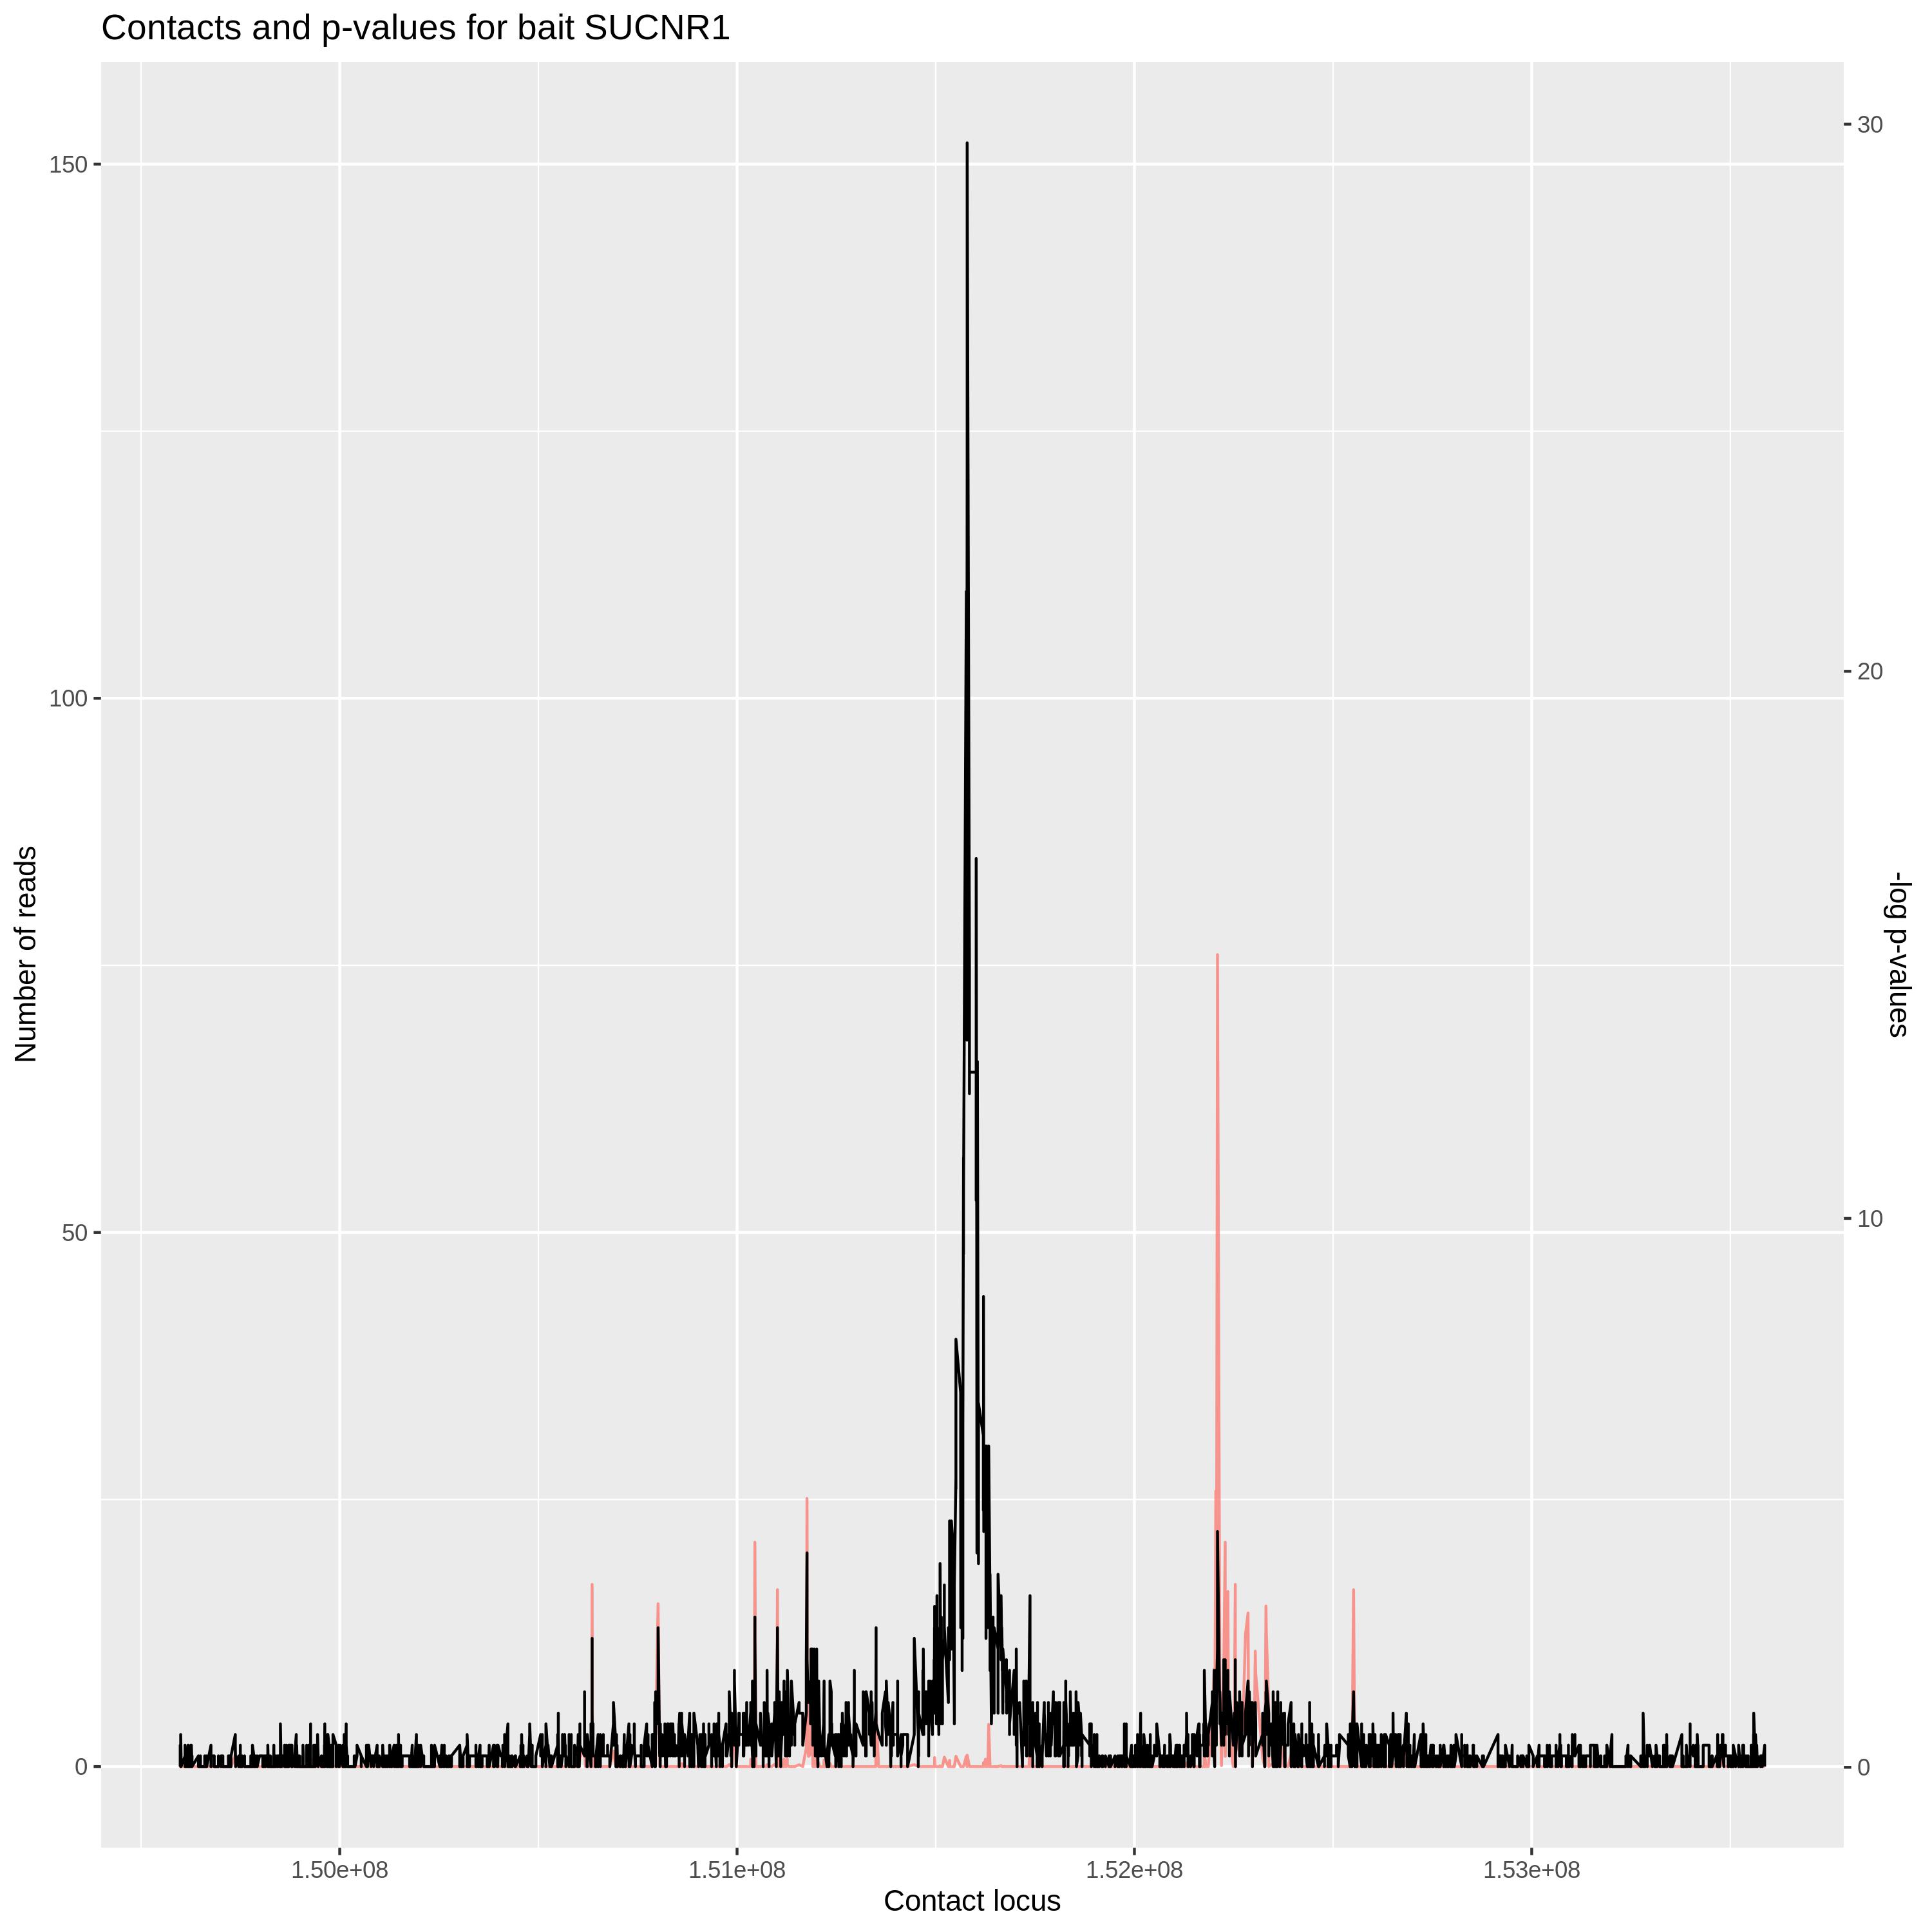 Contacts and p-values for bait SUCNR1
150
100
50
0
30
20
10
0
Number of reads
-log p-values
1.50e+08
1.51e+08
1.52e+08
1.53e+08
Contact locus